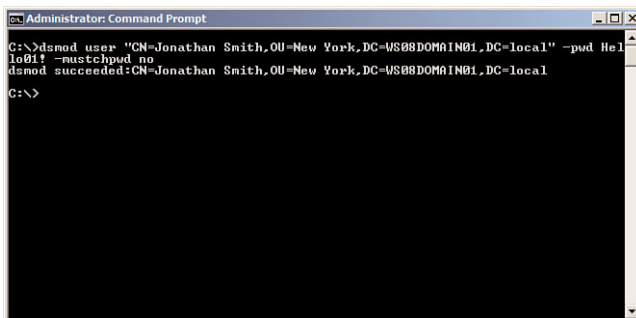 Administrator: Command Prompt
C:\>dsmod user "CN=Jonathan Smith,OU=New York,DC=WS08DOMAIN01,DC=local" -pwd Hel
lo01! -mustchpwd no
dsmod succeeded:CN=Jonathan Smith,OU=New York,DC=WS08DOMAIN01,DC=local
C:\>